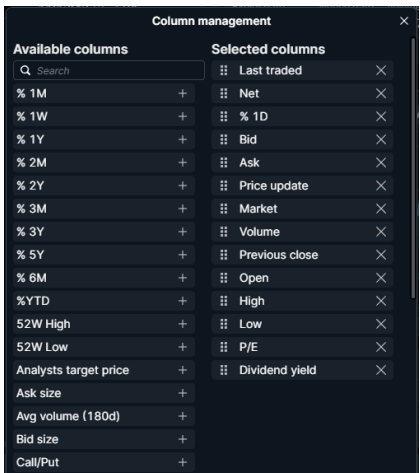 Column management
Available columns
Search
% 1M
% 1W
% 1Y
% 2M
% 2Y
% 3M
% 3Y
% 5Y
% 6M
%YTD
52W High
52W Low
Analysts target price
Ask size
Avg volume (180d)
Bid size
Call/Put
Selected columns
Last traded
Net
% 1D
Bid
Ask
Price update
Market
Volume
Previous close
Open
High
Low
P/E
Dividend yield